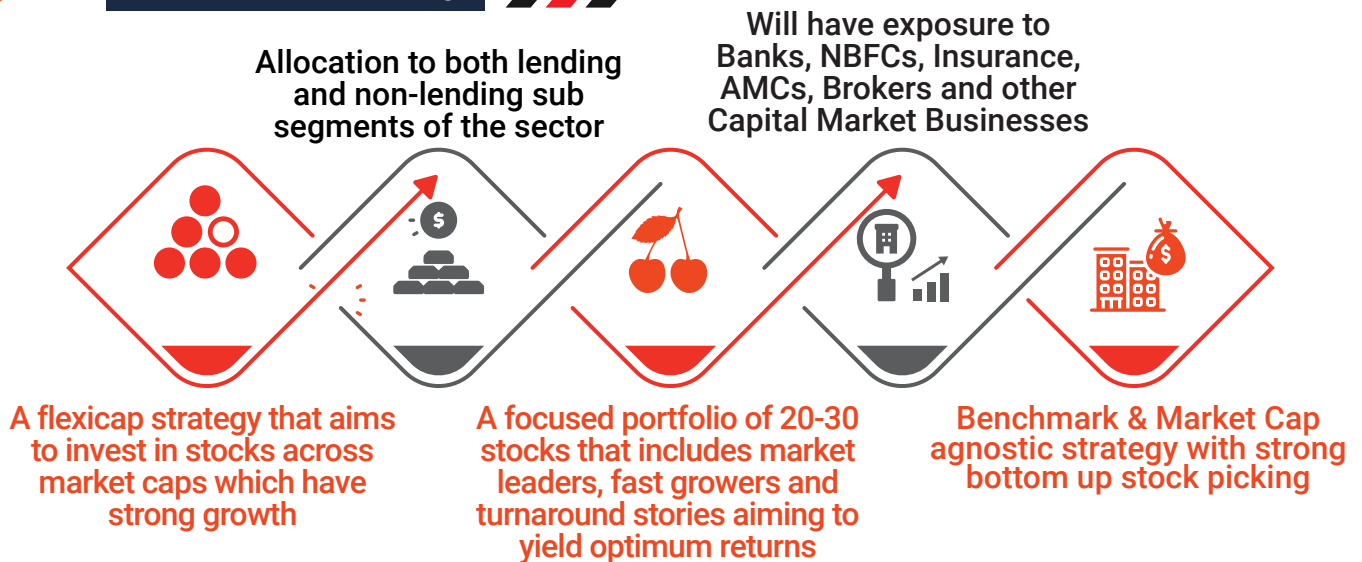 Allocation to both lending
and non-lending sub
segments of the sector
Will have exposure to
Banks, NBFCs, Insurance,
AMCs, Brokers and other
Capital Market Businesses
$
$
A flexicap strategy that aims
to invest in stocks across
market caps which have
strong growth
A focused portfolio of 20-30
stocks that includes market
leaders, fast growers and
turnaround stories aiming to
yield optimum returns
Benchmark & Market Cap
agnostic strategy with strong
bottom up stock picking